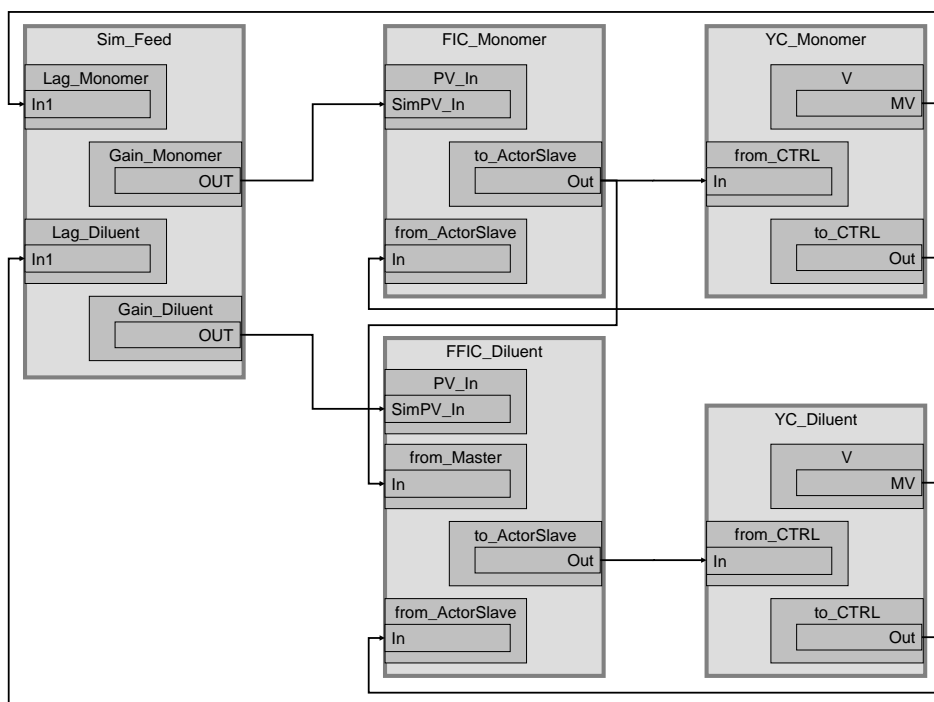 Sim_Feed
Lag_Monomer
In1
Gain_Monomer
OUT
Lag_Diluent
In1
Gain_Diluent
OUT
FIC_Monomer
PV_In
SimPV_In
to_ActorSlave
Out
from_ActorSlave
In
YC_Monomer
V
MV
from_CTRL
In
to_CTRL
Out
FFIC_Diluent
PV_In
SimPV_In
from_Master
In
to_ActorSlave
Out
from_ActorSlave
In
YC_Diluent
V
MV
from_CTRL
In
to_CTRL
Out